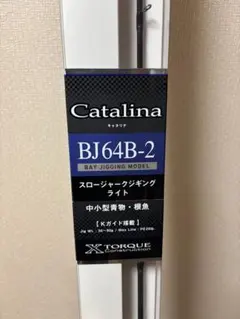 Catalina
キャタリナ
BJ64B-2
BAY JIGGING MODEL
スロージャークジギング
ライト
中小型青物・根魚
【Kガイド搭載】
X TORQUE
Construction